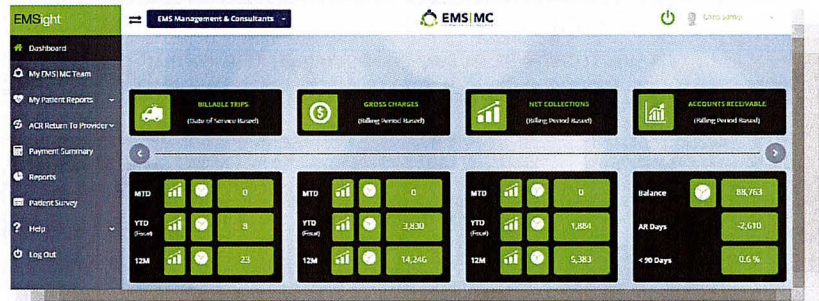 EMSight
EMS Management & Consultants
EMS|MC
Dashboard
My EMS|MC Team
My Patient Reports
ACR Return To Provider
Payment Summary
Reports
Patient Survey
? Help
Log Out
BILLABLE TRIPS
(Date of Service Based)
GROSS CHARGES
(Billing Period Based)
NET COLLECTIONS
(Billing Period Based)
ACCOUNTS RECEIVABLE
(Billing Period Based)
MTD 0
YTD (Fiscal) 8
12M 23
MTD 0
YTD (Fiscal) 3,830
12M 14,246
MTD 0
YTD (Fiscal) 1,884
12M 5,383
Balance 88,763
AR Days -2,610
< 90 Days 0.6 %